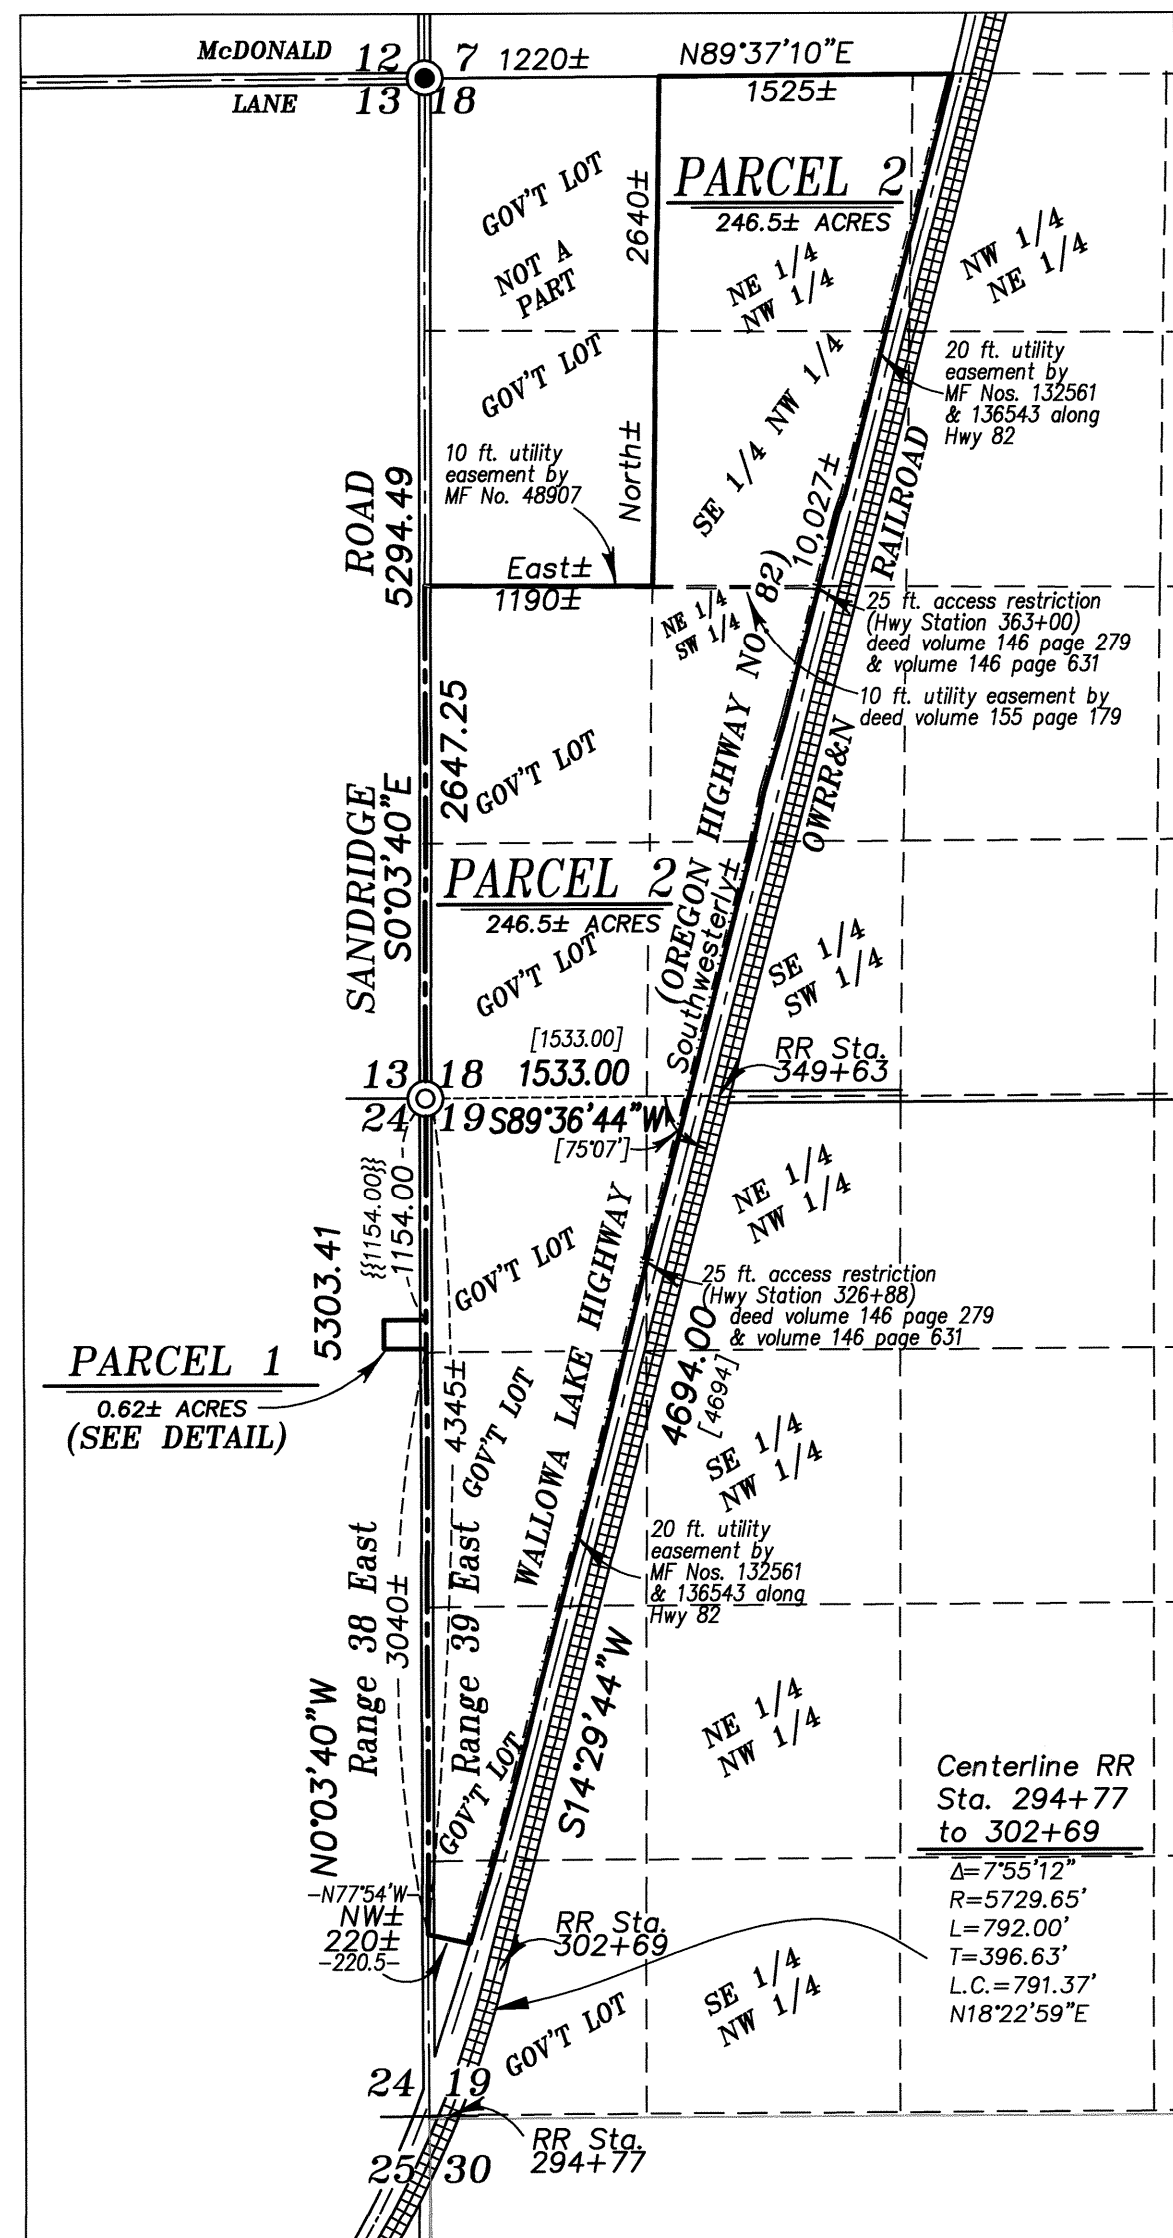 McDONALD
LANE
12 7
13 18
1220±
N89°37'10"E
1525±
GOV'T LOT
NOT A
PART
2640±
North±
PARCEL 2
246.5± ACRES
NE 1/4
NW 1/4
NW 1/4
NE 1/4
GOV'T LOT
SE 1/4 NW 1/4
20 ft. utility
easement by
MF Nos. 132561
& 136543 along
Hwy 82
10 ft. utility
easement by
MF No. 48907
10,027±
RAILROAD
ROAD
5294.49
East±
1190±
NE 1/4
SW 1/4
25 ft. access restriction
(Hwy Station 363+00)
deed volume 146 page 279
& volume 146 page 631
10 ft. utility easement by
deed volume 155 page 179
2647.25
GOV'T LOT
(OREGON HIGHWAY NO. 82)
Southwesterly±
OWRR&N
SANDRIDGE
S0°03'40"E
PARCEL 2
246.5± ACRES
GOV'T LOT
SE 1/4
SW 1/4
[1533.00]
1533.00
RR Sta.
349+63
13 18
24 19
S89°36'44"W
[75°07']
{{{1154.00}}}
1154.00
GOV'T LOT
NE 1/4
NW 1/4
5303.41
25 ft. access restriction
(Hwy Station 326+88)
deed volume 146 page 279
& volume 146 page 631
4694.00
[4694]
PARCEL 1
0.62± ACRES
(SEE DETAIL)
4345±
GOV'T LOT
WALLOWA LAKE HIGHWAY
SE 1/4
NW 1/4
20 ft. utility
easement by
MF Nos. 132561
& 136543 along
Hwy 82
Range 38 East
3040±
Range 39 East
N0°03'40"W
GOV'T LOT
S14°29'44"W
NE 1/4
NW 1/4
Centerline RR
Sta. 294+77
to 302+69
Δ=7°55'12"
R=5729.65'
L=792.00'
T=396.63'
L.C.=791.37'
N18°22'59"E
-N77°54'W-
NW±
220±
-220.5-
RR Sta.
302+69
SE 1/4
NW 1/4
GOV'T LOT
24 19
25 30
RR Sta.
294+77